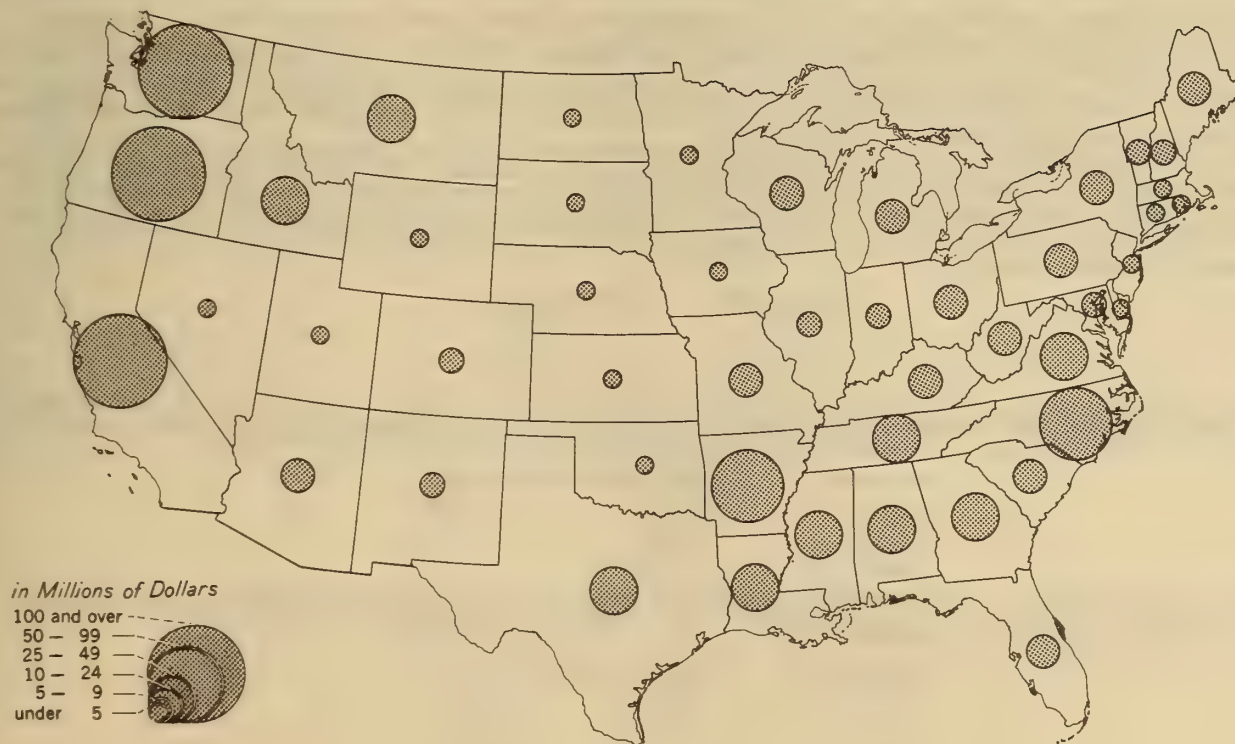 in Millions of Dollars
100 and over
50 – 99
25 – 49
10 – 24
5 – 9
under 5